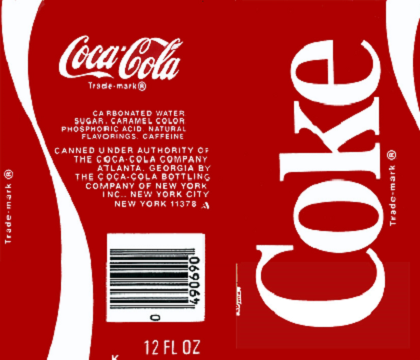 Coca-Cola
Trade-mark®
CARBONATED WATER
SUGAR, CARAMEL COLOR
PHOSPHORIC ACID, NATURAL
FLAVORINGS, CAFFEINE
CANNED UNDER AUTHORITY OF
THE COCA-COLA COMPANY
ATLANTA, GEORGIA BY
THE COCA-COLA BOTTLING
COMPANY OF NEW YORK
INC., NEW YORK CITY
NEW YORK 11378 A
0 490690
12 FL OZ
K
Trade-mark ®
Coke
Trade-mark ®